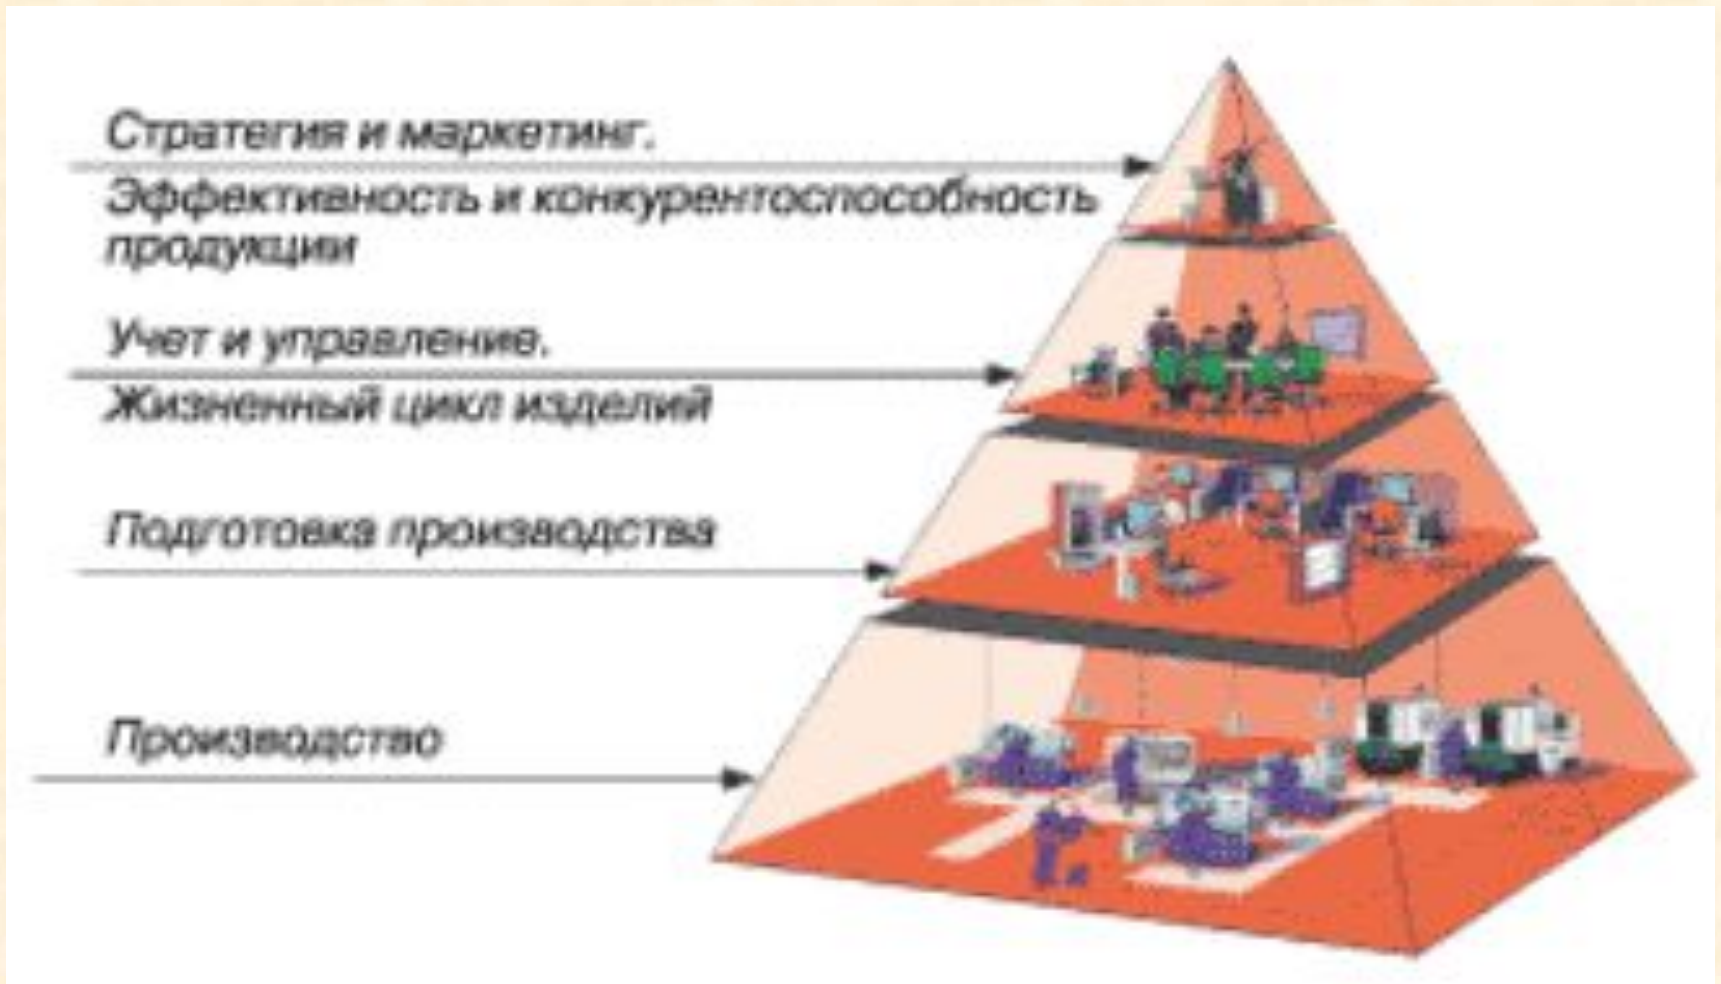 Стратегия и маркетинг.
Эффективность и конкурентоспособность
продукции
Учет и управление.
Жизненный цикл изделий
Подготовка производства
Производство